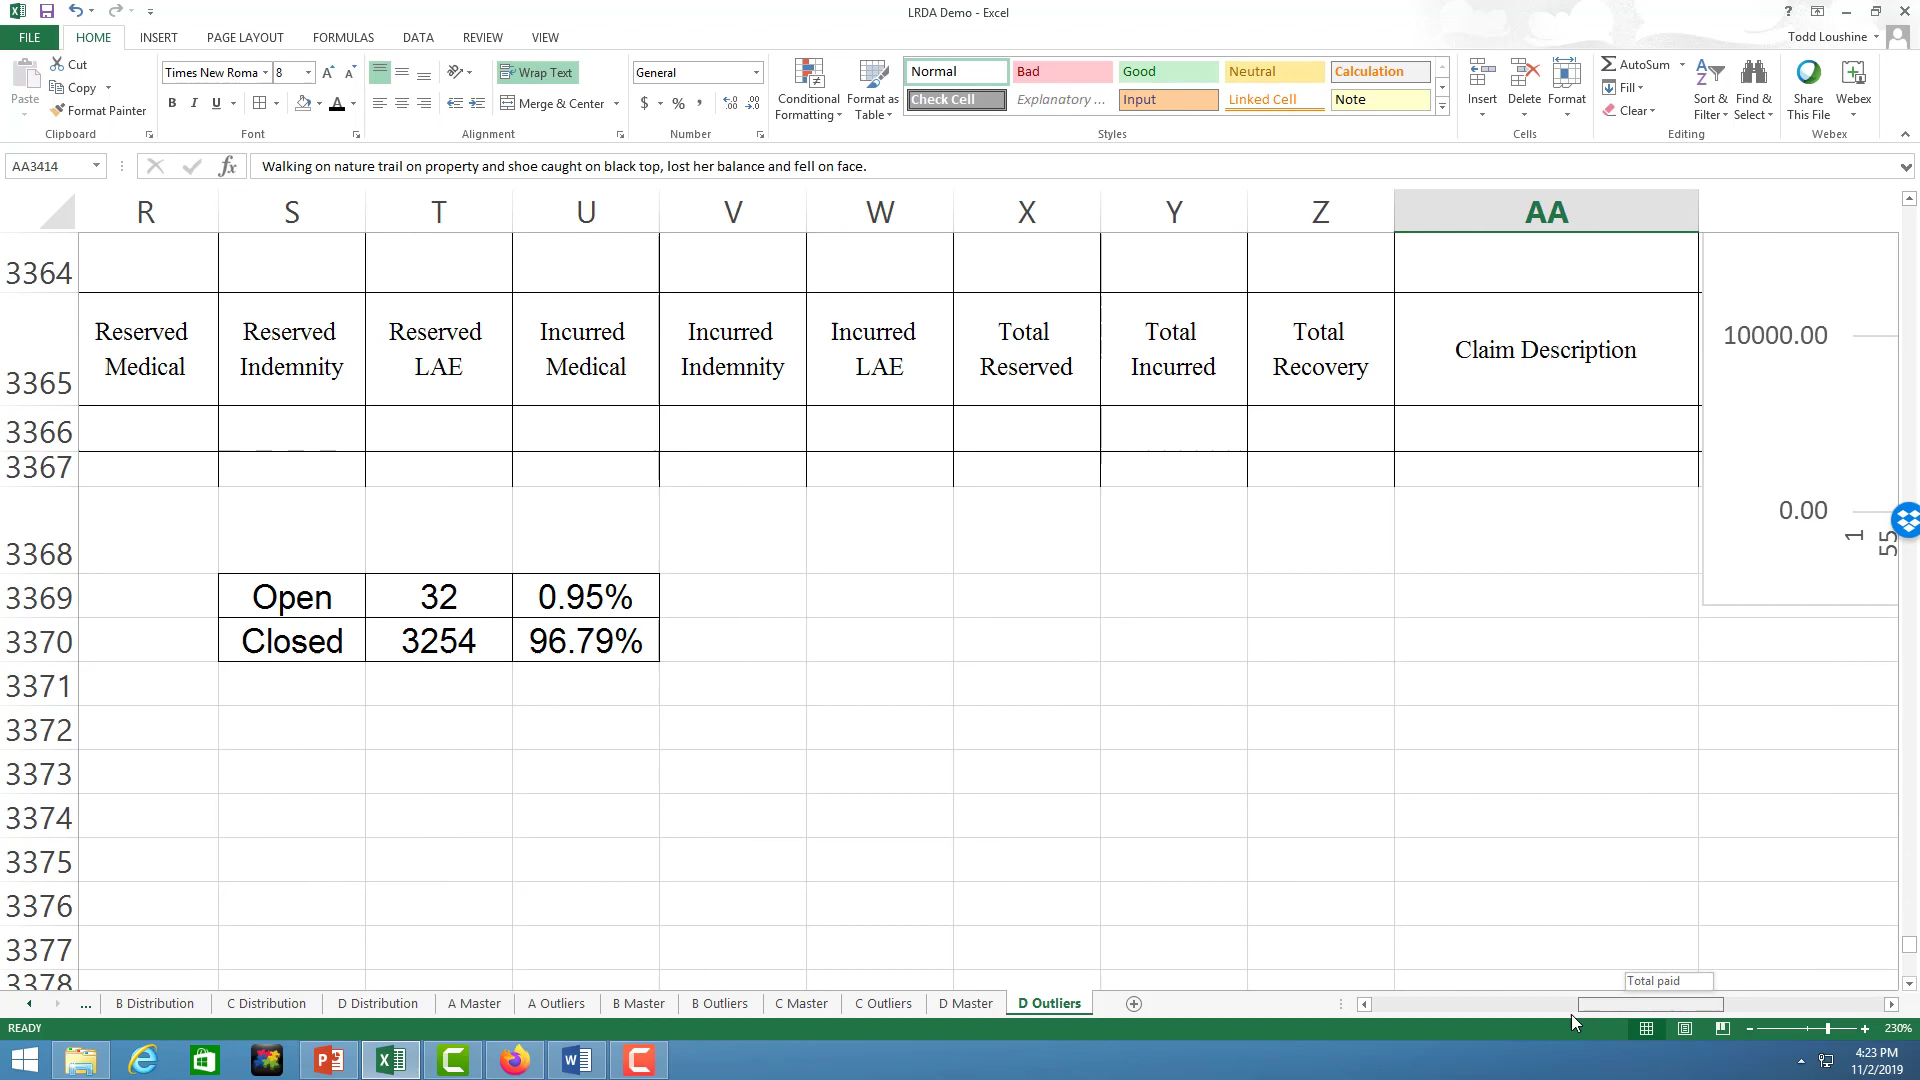 LRDA Demo - Excel
FILE HOME INSERT PAGE LAYOUT FORMULAS DATA REVIEW VIEW
Todd Loushine
Paste
Cut
Copy
Format Painter
Clipboard
Times New Roma 8
B I U A
Font
Wrap Text
Merge & Center
Alignment
General
$ % ,
Number
Conditional Formatting
Format as Table
Normal Bad Good Neutral Calculation
Check Cell Explanatory ... Input Linked Cell Note
Styles
Insert Delete Format
Cells
AutoSum
Fill
Clear
Sort & Filter
Find & Select
Editing
Share This File
Webex
Webex
AA3414
fx
Walking on nature trail on property and shoe caught on black top, lost her balance and fell on face.
R S T U V W X Y Z AA
3364
3365 Reserved Medical Reserved Indemnity Reserved LAE Incurred Medical Incurred Indemnity Incurred LAE Total Reserved Total Incurred Total Recovery Claim Description
10000.00
3366
3367
0.00
1
55
3368
3369 Open 32 0.95%
3370 Closed 3254 96.79%
3371
3372
3373
3374
3375
3376
3377
3378
Total paid
... B Distribution C Distribution D Distribution A Master A Outliers B Master B Outliers C Master C Outliers D Master D Outliers
READY
230%
4:23 PM
11/2/2019